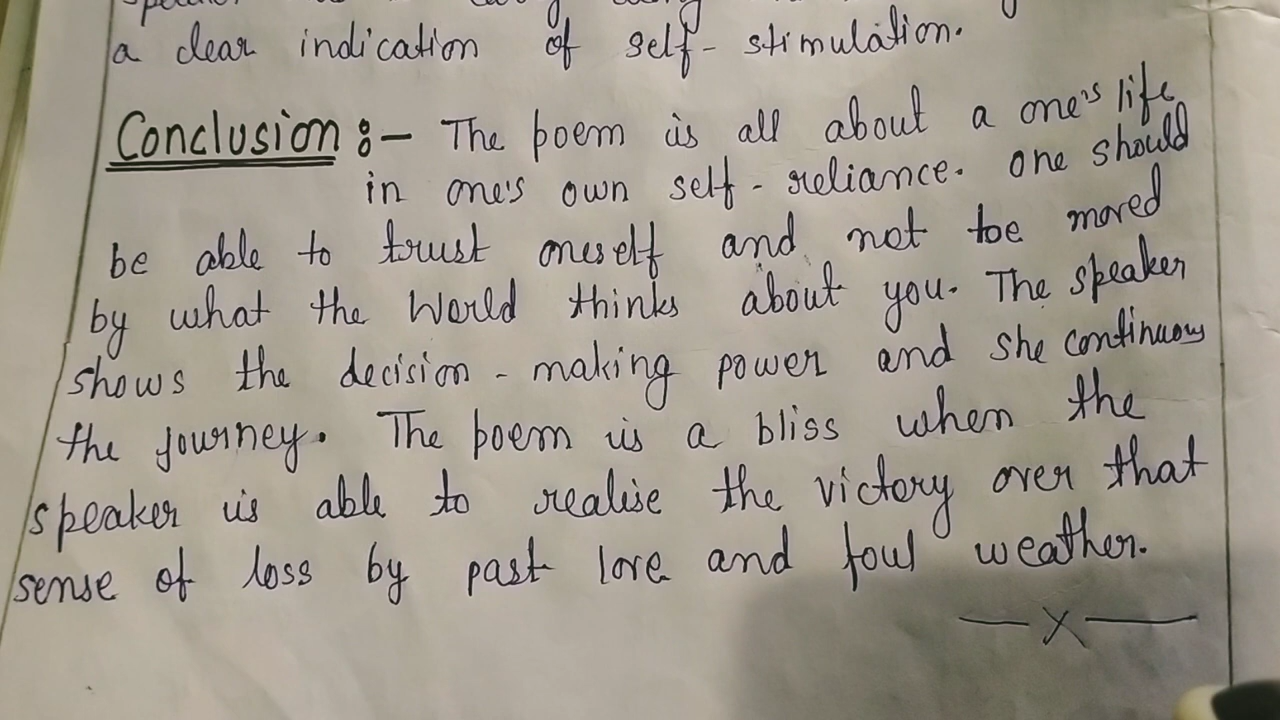 a clear indication of self- stimulation.
Conclusion :- The poem is all about a one's life
in one's own self-reliance. One should
be able to trust oneself and not to be moved
by what the World thinks about you. The speaker
shows the decision-making power and she continuous
the journey. The poem is a bliss when the
speaker is able to realise the victory over that
sense of loss by past love and foul weather.
—x—